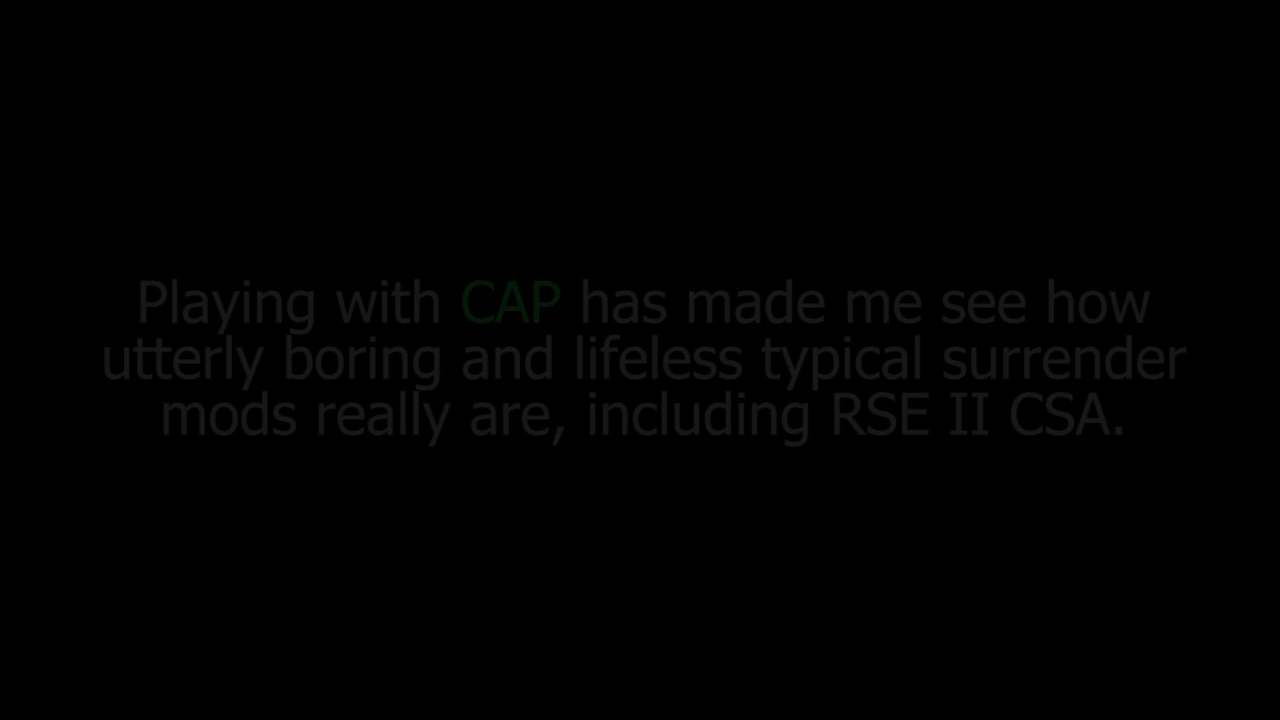 Playing with CAP has made me see how
utterly boring and lifeless typical surrender
mods really are, including RSE II CSA.